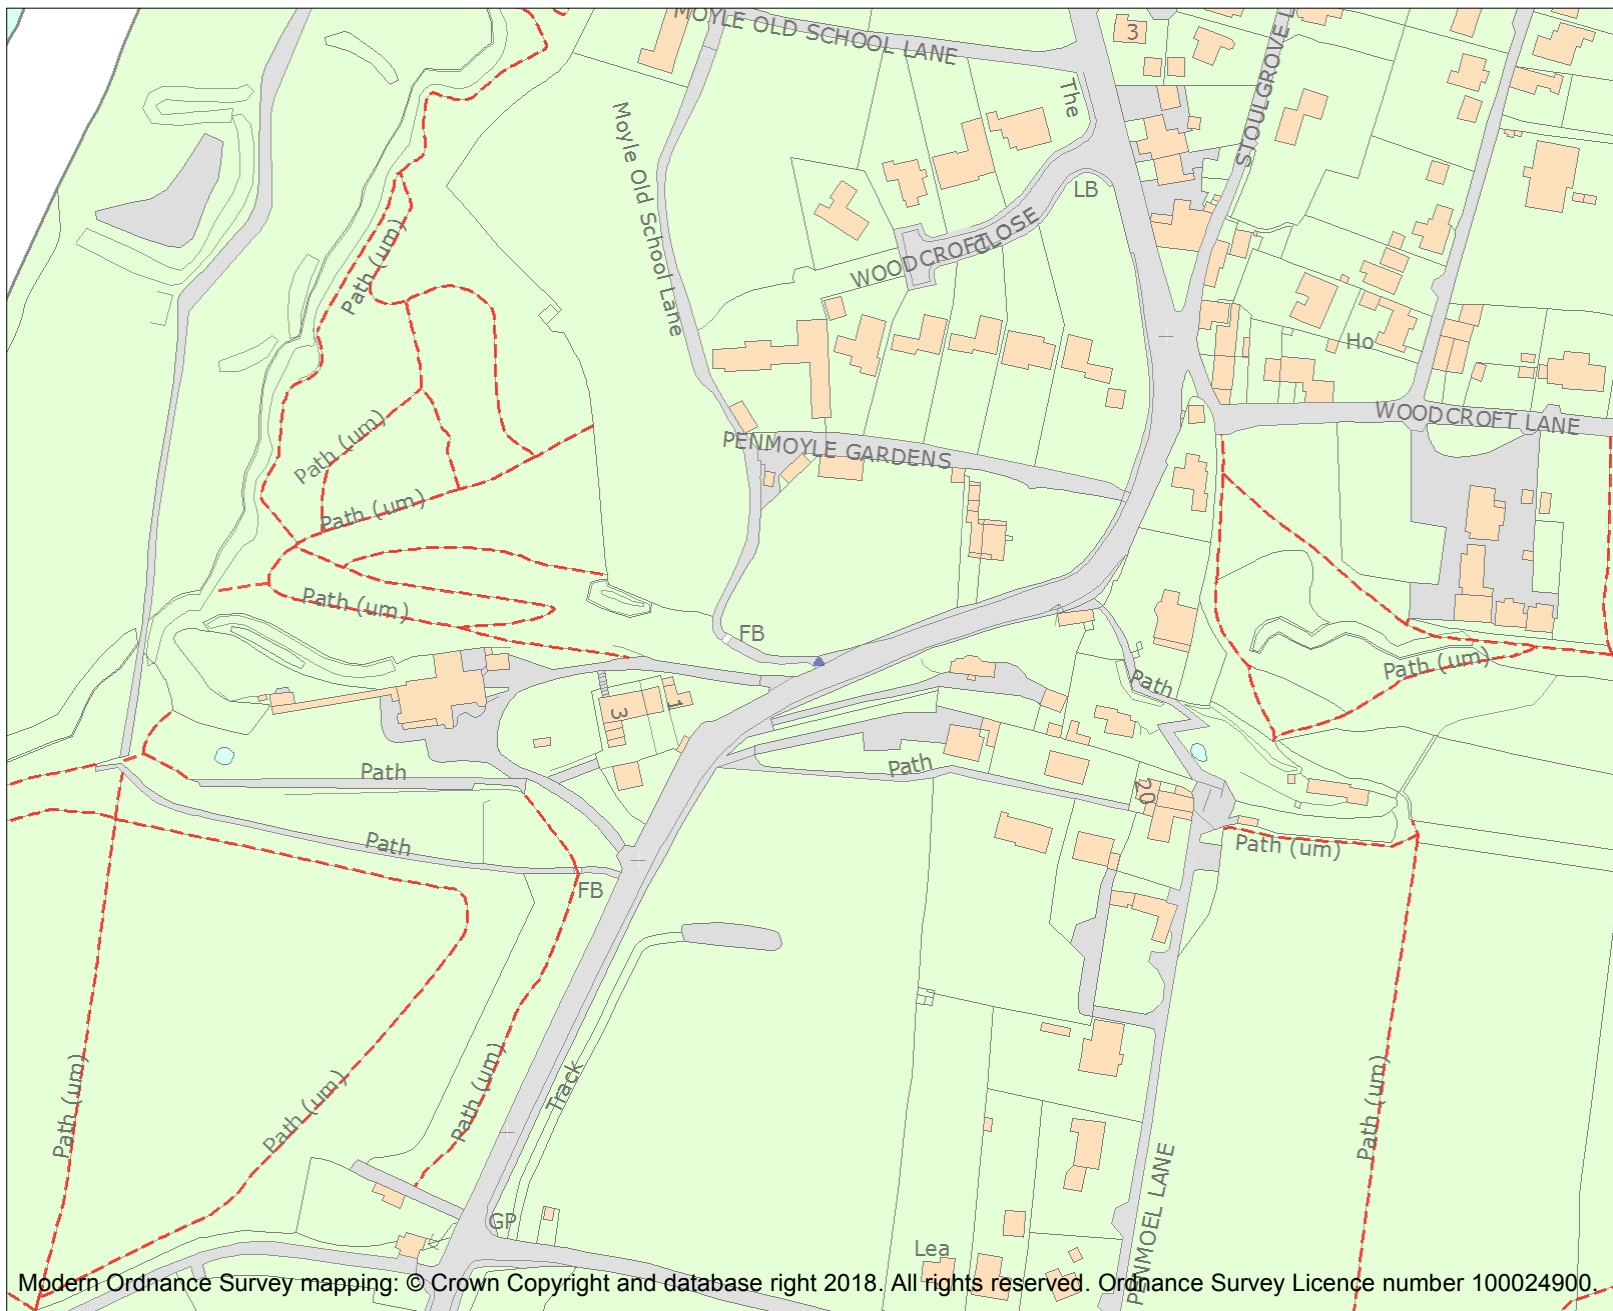 MOYLE OLD SCHOOL LANE
3
STOULGROVE L
The
Moyle Old School Lane
LB
Path (um)
WOODCROFT CLOSE
Ho
WOODCROFT LANE
Path (um)
PENMOYLE GARDENS
Path (um)
Path (um)
FB
Path (um)
Path
3
1
Path
Path
20
Path
Path (um)
FB
Track
Path (um)
Path (um)
Path (um)
Path (um)
PENMOEL LANE
GP
Lea
Modern Ordnance Survey mapping: © Crown Copyright and database right 2018. All rights reserved. Ordnance Survey Licence number 100024900.